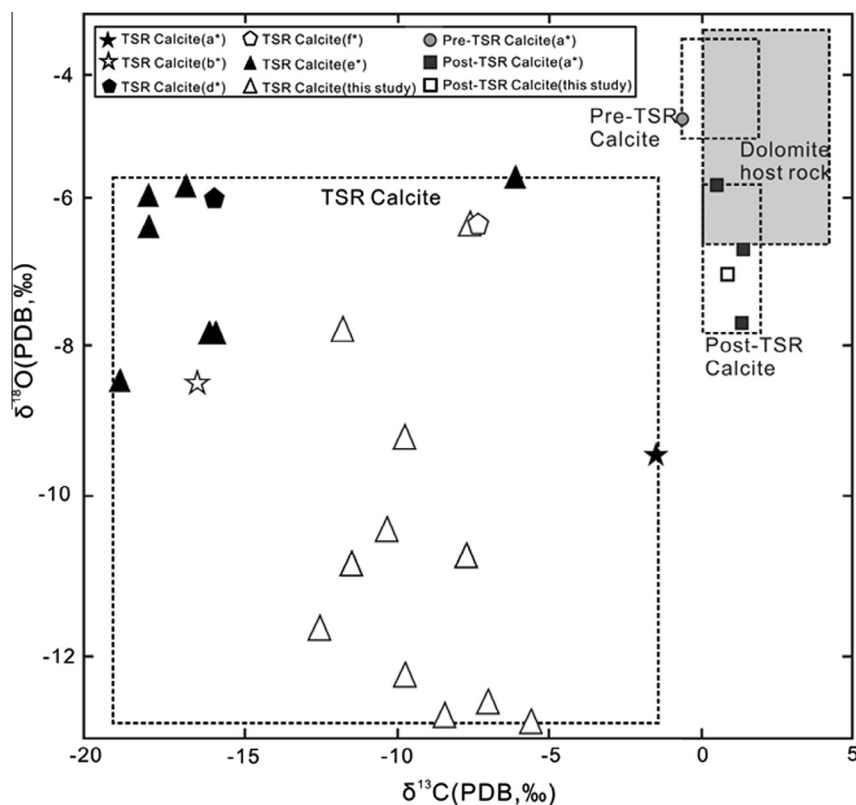 TSR Calcite(a*) TSR Calcite(f*) Pre-TSR Calcite(a*)
TSR Calcite(b*) TSR Calcite(e*) Post-TSR Calcite(a*)
TSR Calcite(d*) TSR Calcite(this study) Post-TSR Calcite(this study)
-4
Pre-TSR
Calcite
Dolomite
host rock
-6
TSR Calcite
-8
Post-TSR
Calcite
δ¹⁸O(PDB,‰)
-10
-12
-20 -15 -10 -5 0 5
δ¹³C(PDB,‰)